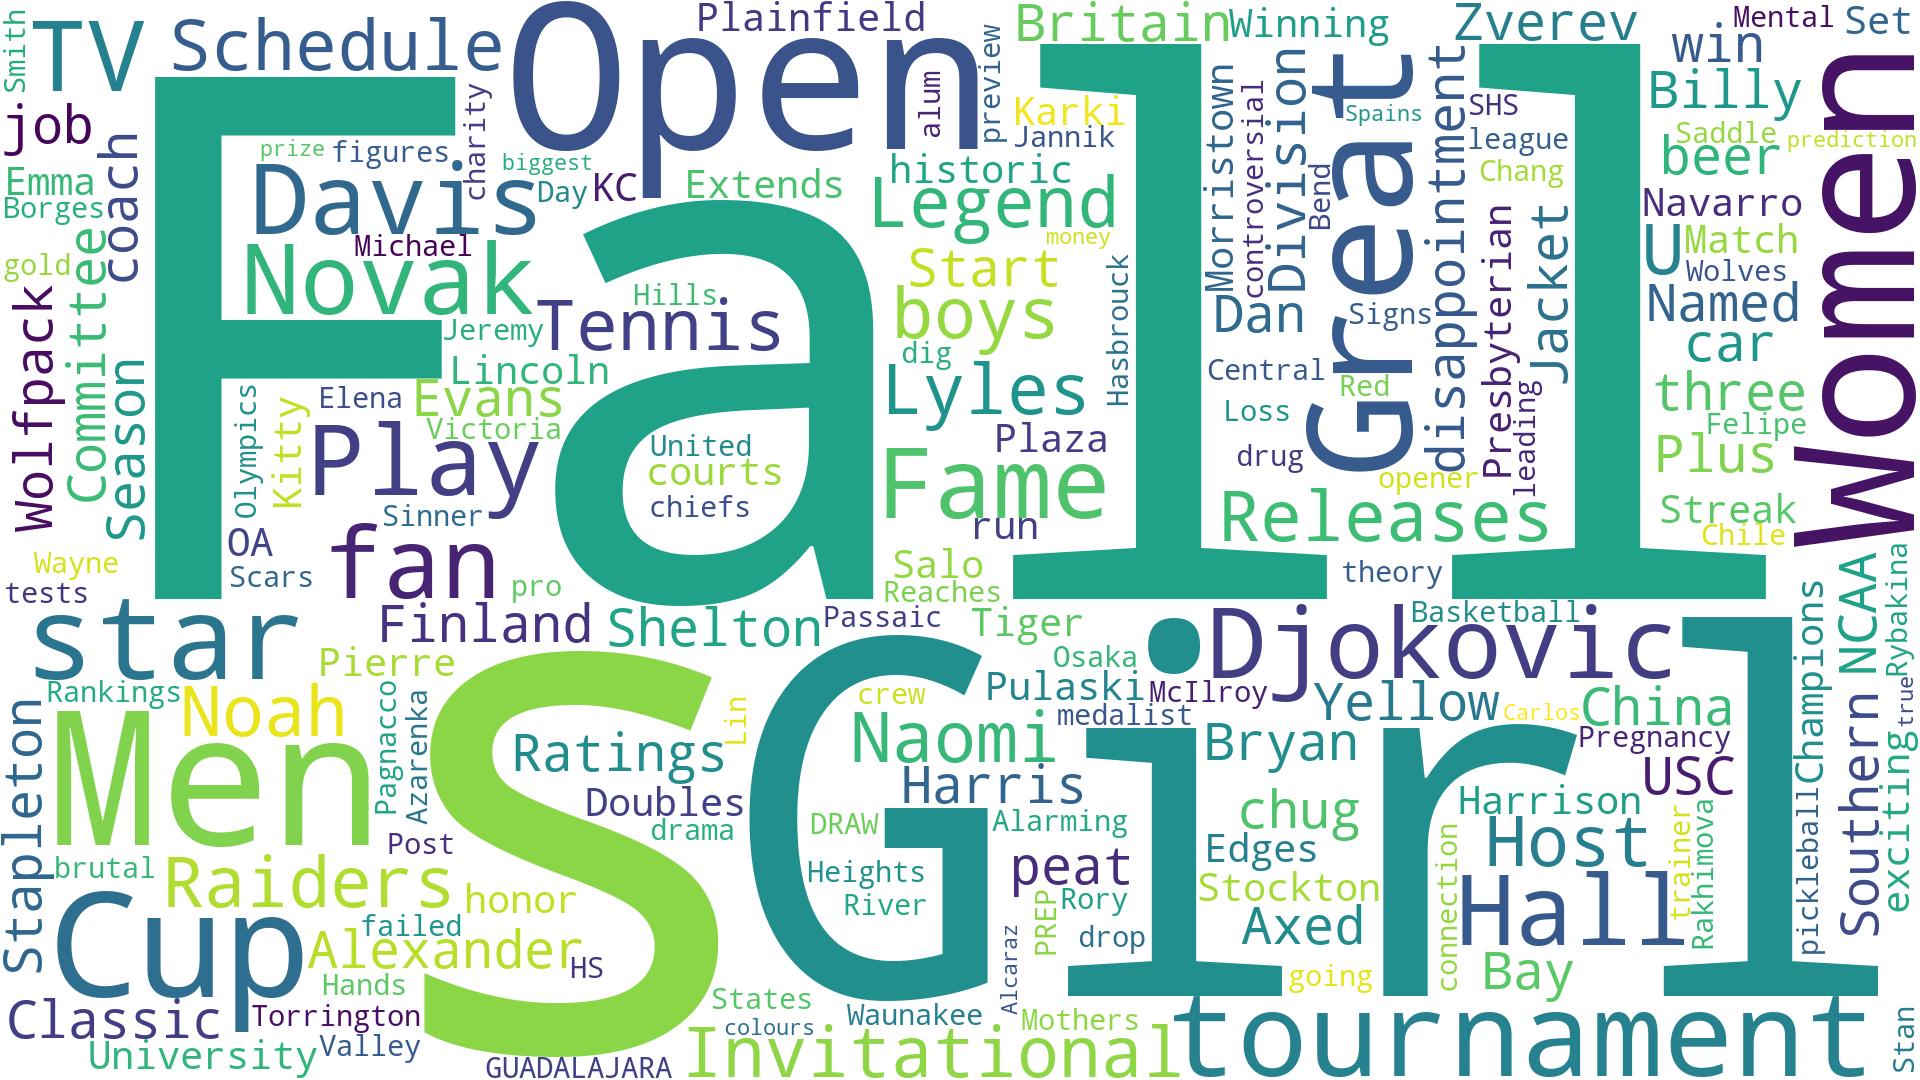 Smith
TV
Schedule
Open
Plainfield
preview
Britain
Winning
Zverev
win
Mental
Set
job
coach
charity
alum
Karki
Jannik
Morristown
controversial
Division
Great
Spains
SHS
league
Chang
Billy
Saddle
beer
prediction
Women
prize
figures
biggest
Day
KC
Extends
historic
Legend
Bend
Emma
Borges
Davis
Michael
Novak
money
Start
boys
Navarro
U
Match
Wolves
Named
gold
Committee
Wolfpack
Season
Fall
Hills
Jeremy
Tennis
Hasbrouck
Dan
Signs
disappointment
Presbyterian
Jacket
car
Lincoln
Evans
Victoria
Elena
Kitty
Olympics
dig
Lyles
Central
Red
Loss
leading
three
Felipe
Plus
Play
United
courts
chiefs
Plaza
Fame
drug
opener
Sinner
OA
Scars
fan
pro
run
Releases
Streak
Chile
Wayne
tests
Salo
Reaches
theory
NCAA
Rybakina
star
Finland
Shelton
Passaic
Tiger
Djokovic
Basketball
Champions
Pierre
Rankings
Noah
Osaka
Pulaski
McIlroy
medalist
Yellow
Carlos
China
true
Stapleton
Men
Pagnacco
Azarenka
S
Lin
crew
Naomi
Girl
Bryan
Pregnancy
USC
Southern
exciting
Ratings
Doubles
drama
Harris
DRAW
Alarming
chug
Harrison
Host
trainer
Rakhimova
pickleball
Post
brutal
Raiders
honor
Heights
River
peat
Edges
Stockton
connection
Cup
failed
Alexander
HS
PREP
Rory
drop
Axed
Hall
Hands
Alcaraz
going
Bay
Classic
Torrington
University
Valley
States
colours
Waunakee
Mothers
GUADALAJARA
Invitational
tournament
Stan